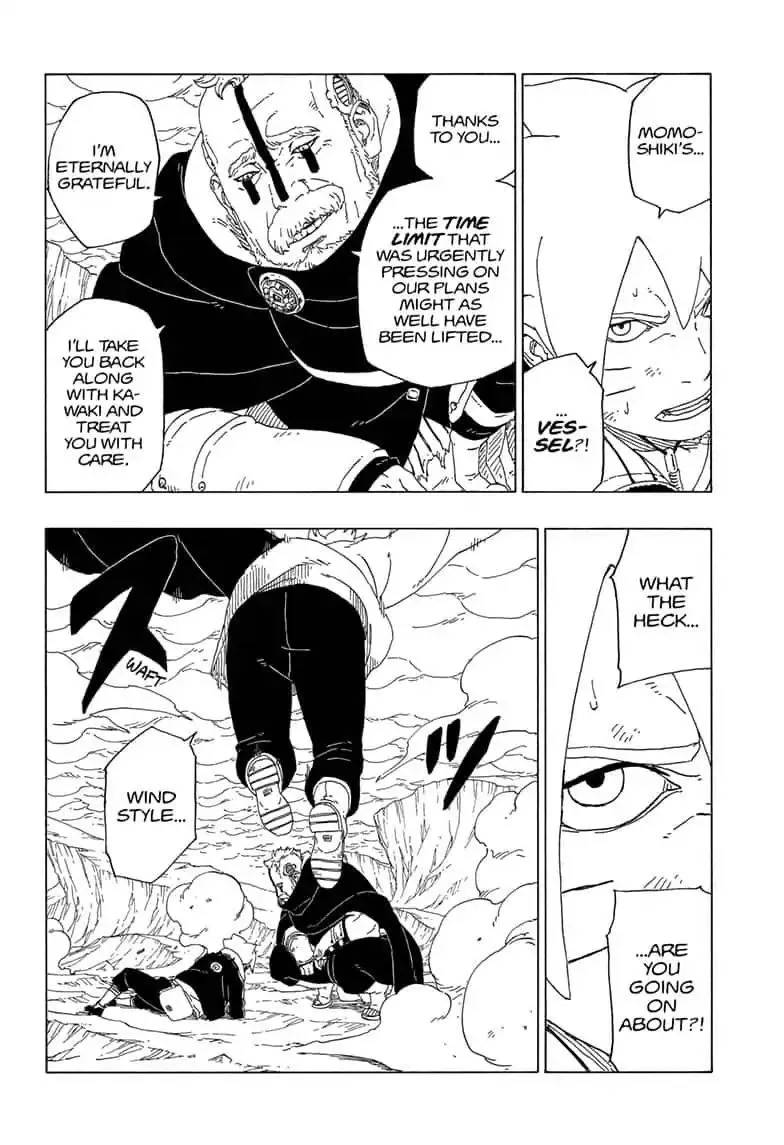 MOMO-
SHIKI'S...
...
VES-
SEL?!
THANKS
TO YOU...
...THE TIME
LIMIT THAT
WAS URGENTLY
PRESSING ON
OUR PLANS
MIGHT AS
WELL HAVE
BEEN LIFTED...
I'M
ETERNALLY
GRATEFUL.
I'LL TAKE
YOU BACK
ALONG
WITH KA-
WAKI AND
TREAT
YOU WITH
CARE.
WHAT
THE
HECK...
...ARE
YOU
GOING
ON
ABOUT?!
ス
WAFT
ッ
WIND
STYLE...